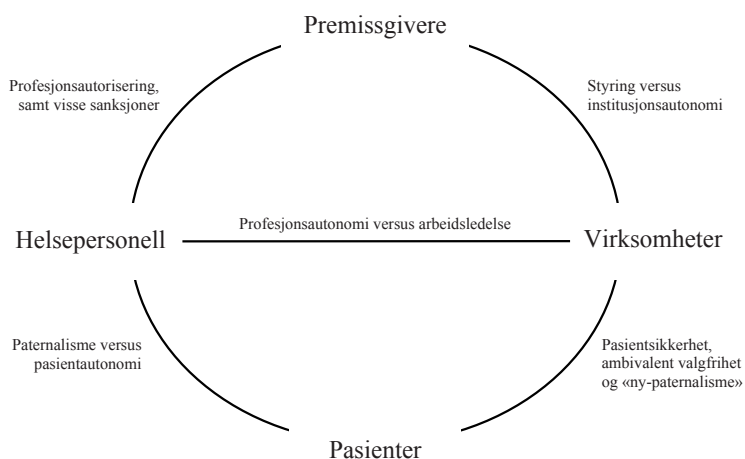 Premissgivere
Profesjonsautorisering,
samt visse sanksjoner
Styring versus
institusjonsautonomi
Profesjonsautonomi versus arbeidsledelse
Helsepersonell
Virksomheter
Paternalisme versus
pasientautonomi
Pasientsikkerhet,
ambivalent valgfrihet
og «ny-paternalisme»
Pasienter